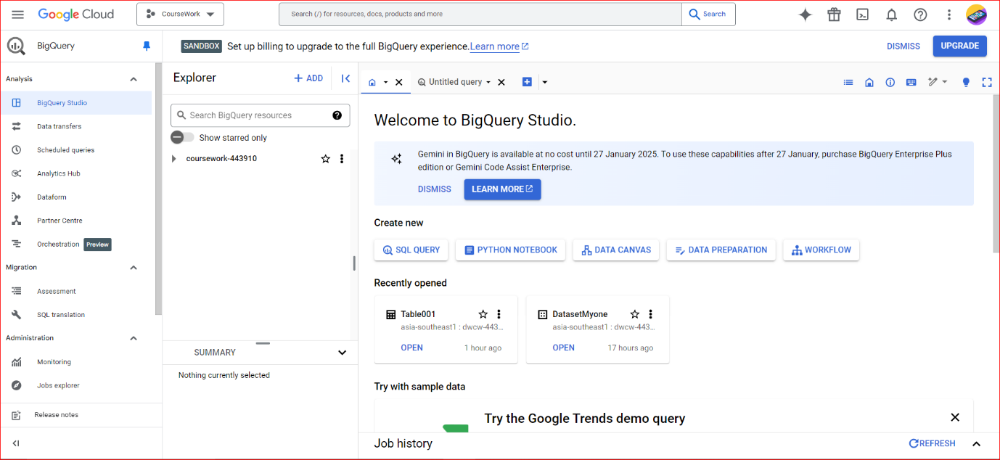 Google Cloud
CourseWork
Search (/) for resources, docs, products and more
Search
BigQuery
SANDBOX Set up billing to upgrade to the full BigQuery experience. Learn more
DISMISS
UPGRADE
Analysis
BigQuery Studio
Data transfers
Scheduled queries
Analytics Hub
Dataform
Partner Centre
Orchestration Preview
Migration
Assessment
SQL translation
Administration
Monitoring
Jobs explorer
Release notes
Explorer
+ ADD
Search BigQuery resources
Show starred only
coursework-443910
SUMMARY
Nothing currently selected
Untitled query
Welcome to BigQuery Studio.
Gemini in BigQuery is available at no cost until 27 January 2025. To use these capabilities after 27 January, purchase BigQuery Enterprise Plus
edition or Gemini Code Assist Enterprise.
DISMISS
LEARN MORE
Create new
SQL QUERY
PYTHON NOTEBOOK
DATA CANVAS
DATA PREPARATION
WORKFLOW
Recently opened
Table001
asia-southeast1 : dwcw-443...
OPEN
1 hour ago
DatasetMyone
asia-southeast1 : dwcw-443...
OPEN
17 hours ago
Try with sample data
Try the Google Trends demo query
Job history
REFRESH